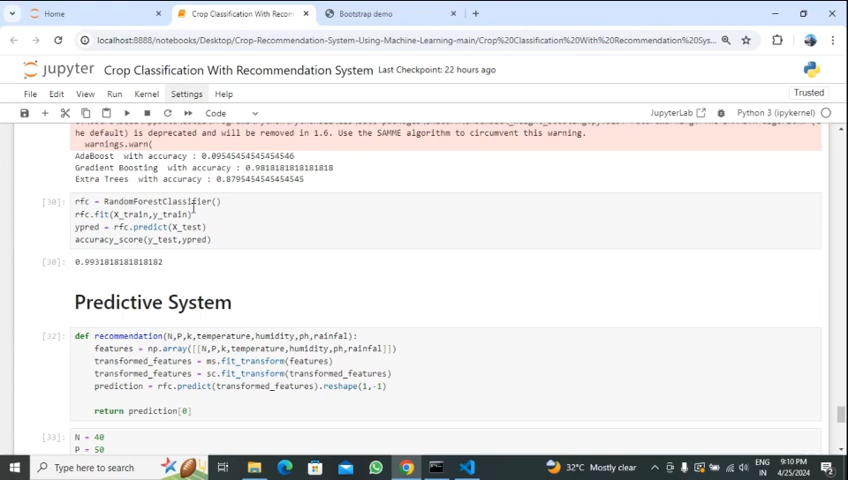 Home
Crop Classification With Recom
Bootstrap demo
localhost:8888/notebooks/Desktop/Crop-Recommendation-System-Using-Machine-Learning-main/Crop%20Classification%20With%20Recommendation%20Sys...
jupyter Crop Classification With Recommendation System Last Checkpoint: 22 hours ago
File Edit View Run Kernel Settings Help Trusted
Code JupyterLab Python 3 (ipykernel)
he default) is deprecated and will be removed in 1.6. Use the SAMME algorithm to circumvent this warning.
warnings.warn(
AdaBoost with accuracy : 0.09545454545454546
Gradient Boosting with accuracy : 0.9818181818181818
Extra Trees with accuracy : 0.8795454545454545
[30]: rfc = RandomForestClassifier()
rfc.fit(X_train,y_train)
ypred = rfc.predict(X_test)
accuracy_score(y_test,ypred)
[30]: 0.9931818181818182
Predictive System
[32]: def recommendation(N,P,k,temperature,humidity,ph,rainfal):
features = np.array([[N,P,k,temperature,humidity,ph,rainfal]])
transformed_features = ms.fit_transform(features)
transformed_features = sc.fit_transform(transformed_features)
prediction = rfc.predict(transformed_features).reshape(1,-1)
return prediction[0]
[33]: N = 40
P = 50
Type here to search
32°C Mostly clear
ENG
IN
9:10 PM
4/25/2024